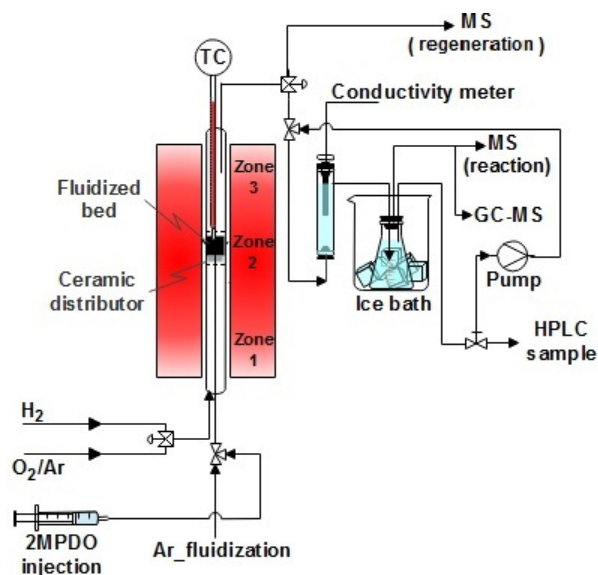 MS
( regeneration )
TC
Conductivity meter
MS
(reaction)
GC-MS
Zone
3
Fluidized
bed
Zone
2
Ceramic
distributor
Ice bath
Pump
Zone
1
HPLC
sample
H2
O2/Ar
2MPDO
injection
Ar_fluidization